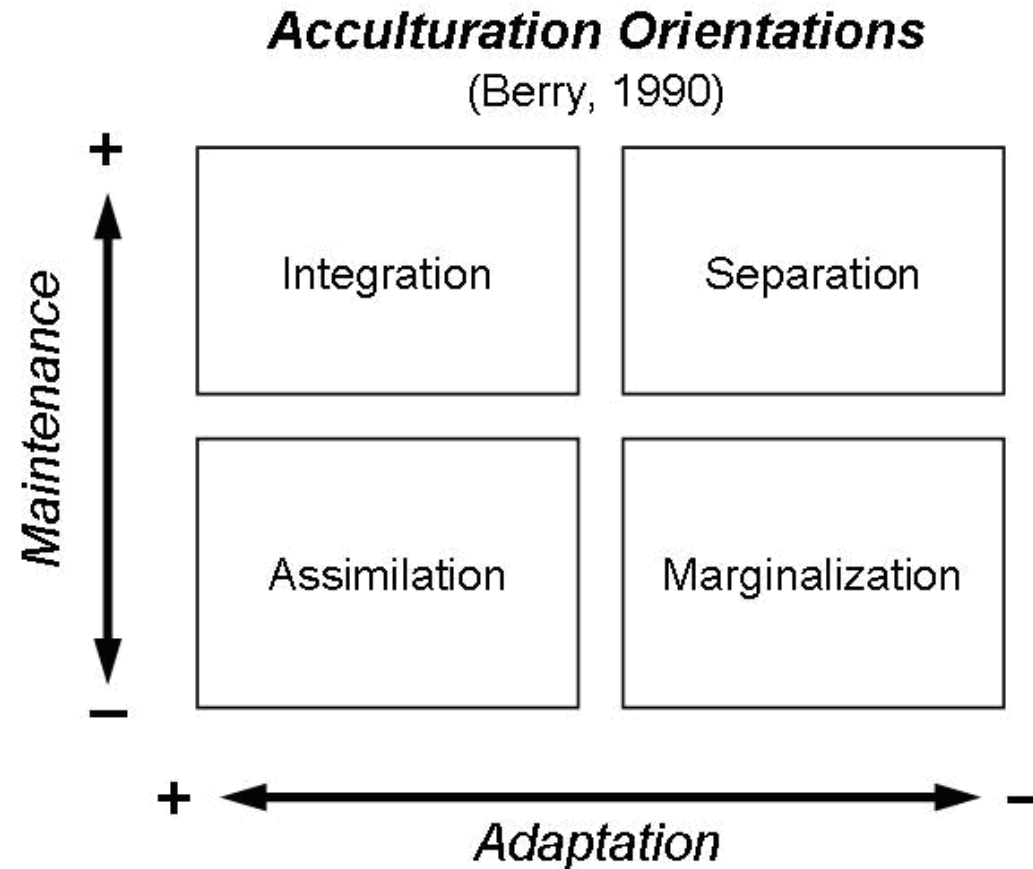 Acculturation Orientations
(Berry, 1990)
+
Maintenance
–
Integration
Separation
Assimilation
Marginalization
+
–
Adaptation